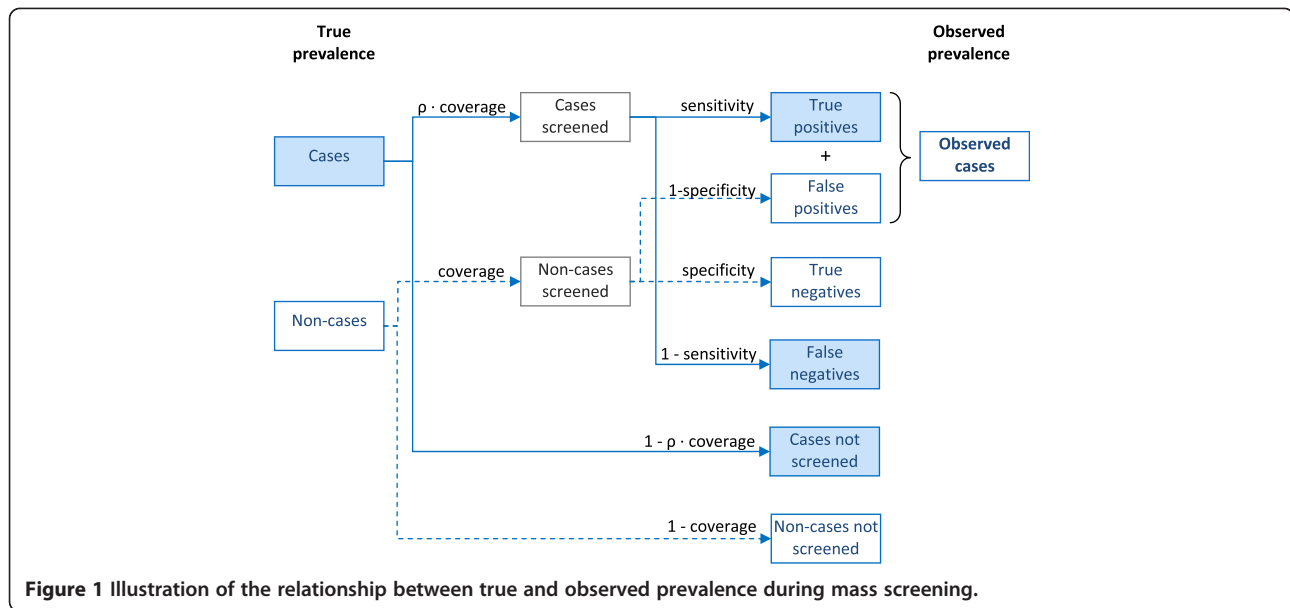 True
prevalence
Observed
prevalence
ρ · coverage
Cases
screened
sensitivity
True
positives
+
Observed
cases
Cases
1-specificity
False
positives
coverage
Non-cases
screened
specificity
True
negatives
Non-cases
1 - sensitivity
False
negatives
1 - ρ · coverage
Cases not
screened
1 - coverage
Non-cases not
screened
Figure 1 Illustration of the relationship between true and observed prevalence during mass screening.